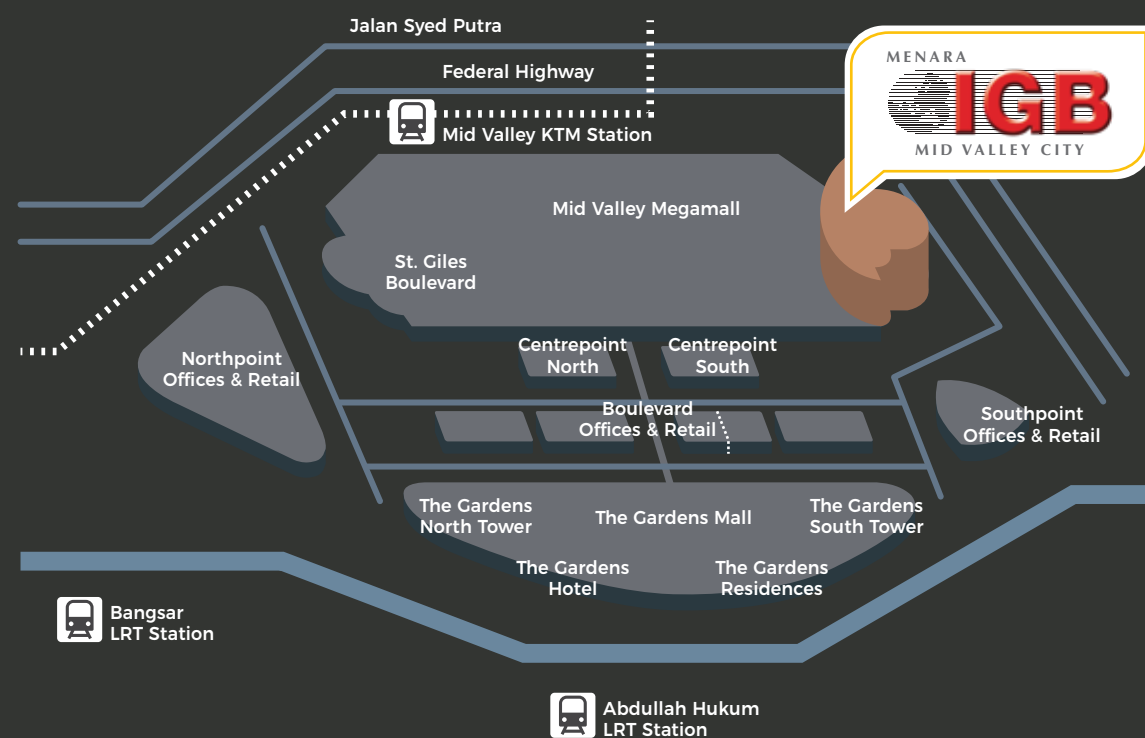 Jalan Syed Putra
Federal Highway
MENARA
IGB
MID VALLEY CITY
Mid Valley KTM Station
Mid Valley Megamall
St. Giles
Boulevard
Northpoint
Offices & Retail
Centrepoint
North
Centrepoint
South
Boulevard
Offices & Retail
Southpoint
Offices & Retail
The Gardens
North Tower
The Gardens Mall
The Gardens
South Tower
The Gardens
Hotel
The Gardens
Residences
Bangsar
LRT Station
Abdullah Hukum
LRT Station